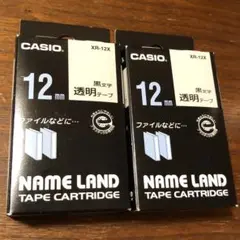 CASIO
XR-12X
12mm
黒文字
透明テープ
ファイルなどに…
NAME LAND
TAPE CARTRIDGE
CASIO
XR-12X
12mm
黒文字
透明テープ
ファイルなどに…
NAME LAND
TAPE CARTRIDGE